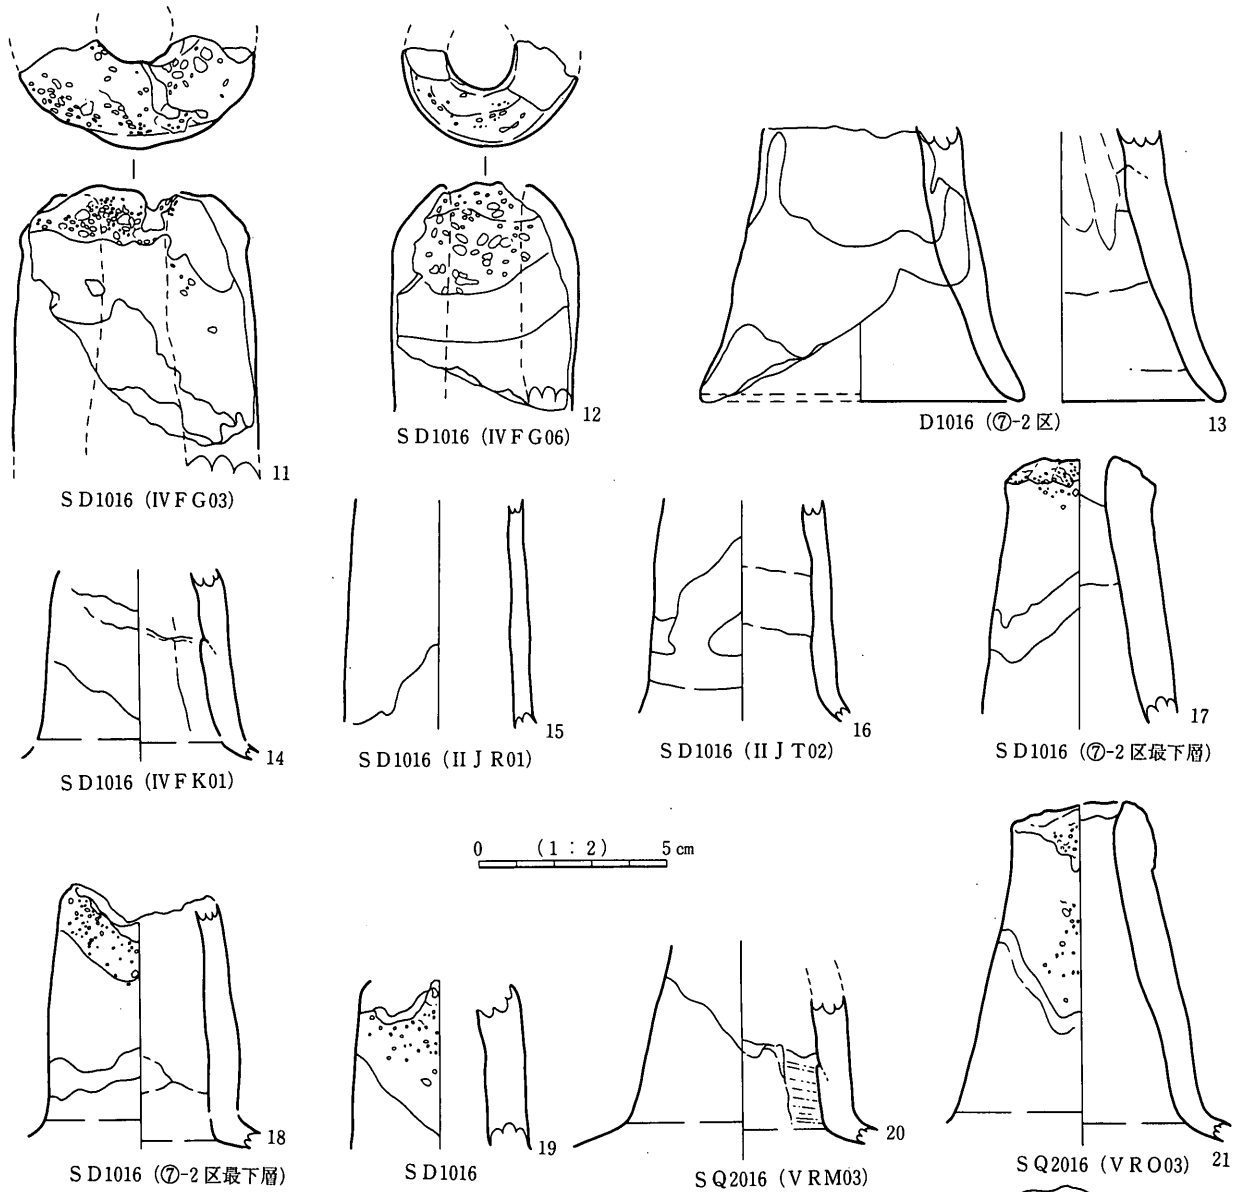 11
SD1016 (IVFG03)
12
SD1016 (IVFG06)
13
D1016 (⑦-2区)
14
SD1016 (IVFK01)
15
SD1016 (IIJR01)
16
SD1016 (IIJT02)
17
SD1016 (⑦-2区最下層)
0 (1:2) 5cm
18
SD1016 (⑦-2区最下層)
19
SD1016
20
SQ2016 (VRM03)
21
SQ2016 (VRO03)